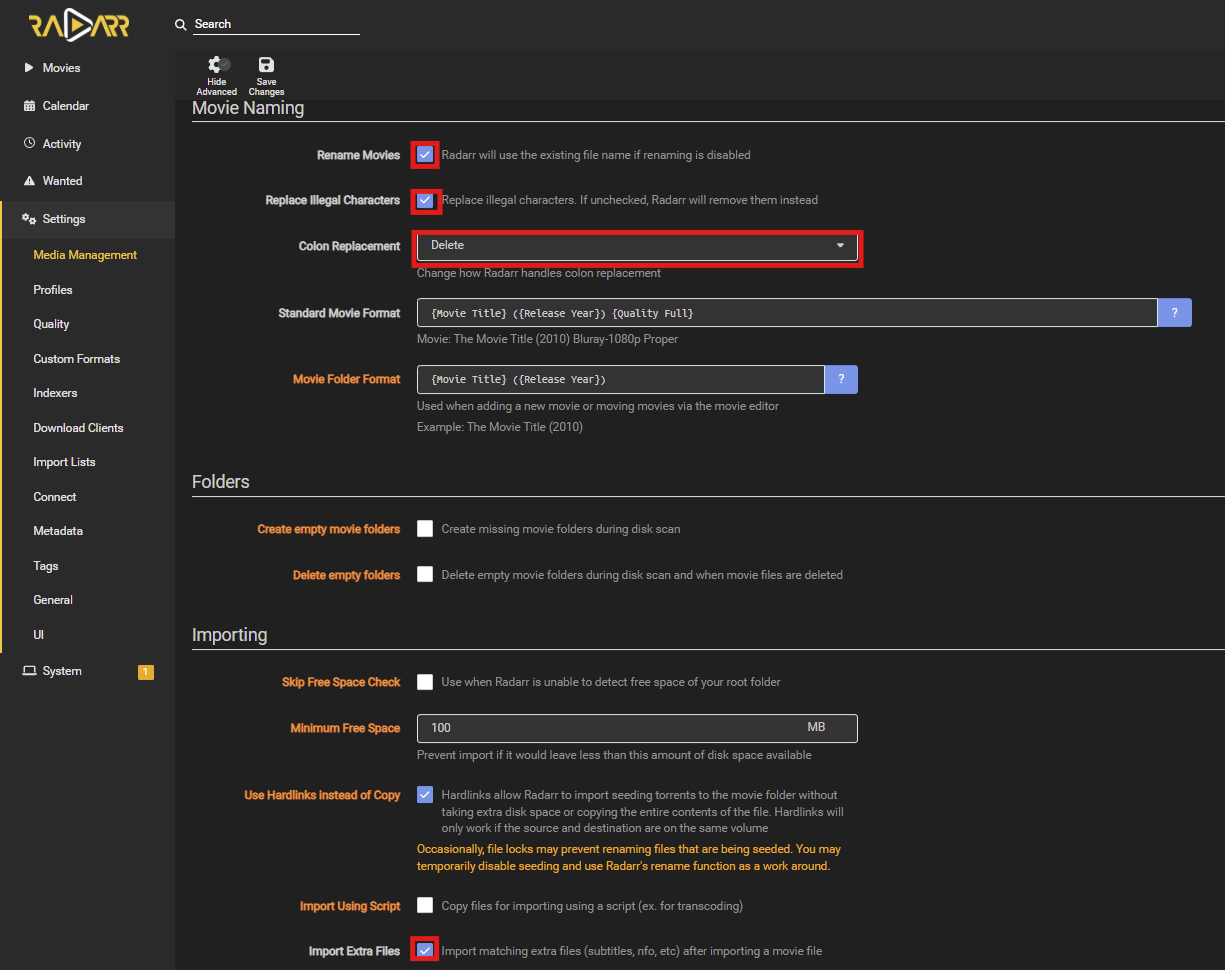 RADARR
Search
Movies
Calendar
Activity
Wanted
Settings
Media Management
Profiles
Quality
Custom Formats
Indexers
Download Clients
Import Lists
Connect
Metadata
Tags
General
UI
System 1
Hide Advanced
Save Changes
Movie Naming
Rename Movies Radarr will use the existing file name if renaming is disabled
Replace Illegal Characters Replace illegal characters. If unchecked, Radarr will remove them instead
Colon Replacement Delete
Change how Radarr handles colon replacement
Standard Movie Format {Movie Title} ({Release Year}) {Quality Full} ?
Movie: The Movie Title (2010) Bluray-1080p Proper
Movie Folder Format {Movie Title} ({Release Year}) ?
Used when adding a new movie or moving movies via the movie editor
Example: The Movie Title (2010)
Folders
Create empty movie folders Create missing movie folders during disk scan
Delete empty folders Delete empty movie folders during disk scan and when movie files are deleted
Importing
Skip Free Space Check Use when Radarr is unable to detect free space of your root folder
Minimum Free Space 100 MB
Prevent import if it would leave less than this amount of disk space available
Use Hardlinks instead of Copy Hardlinks allow Radarr to import seeding torrents to the movie folder without
taking extra disk space or copying the entire contents of the file. Hardlinks will
only work if the source and destination are on the same volume
Occasionally, file locks may prevent renaming files that are being seeded. You may
temporarily disable seeding and use Radarr's rename function as a work around.
Import Using Script Copy files for importing using a script (ex. for transcoding)
Import Extra Files Import matching extra files (subtitles, nfo, etc) after importing a movie file